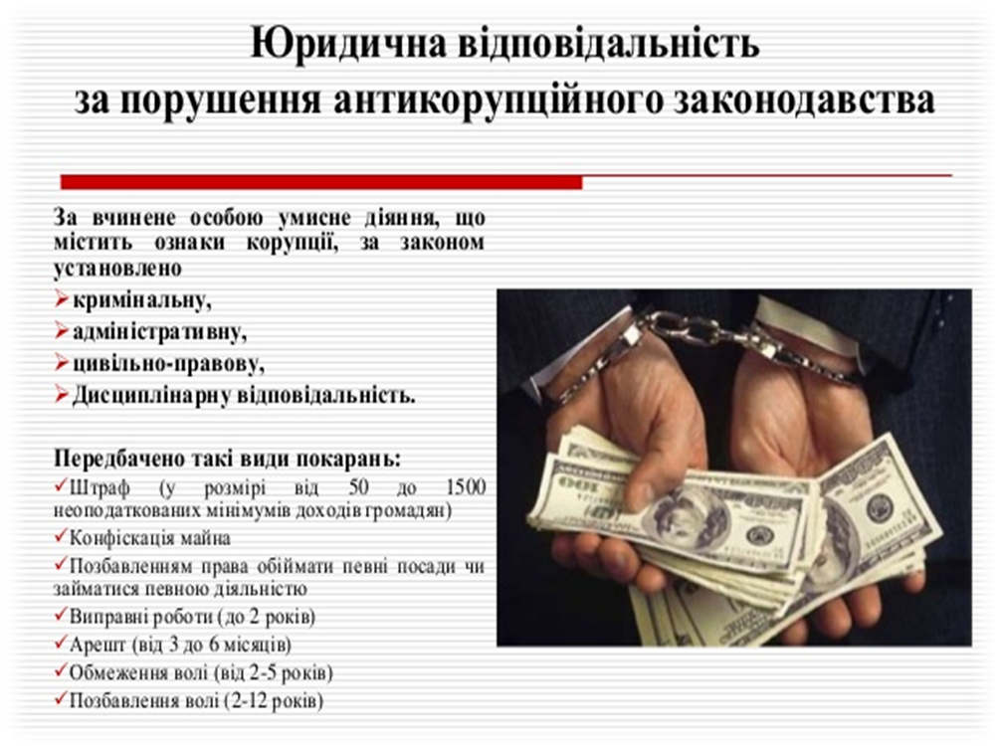 Юридична відповідальність
за порушення антикорупційного законодавства
За вчинене особою умисне діяння, що
містить ознаки корупції, за законом
установлено
кримінальну,
адміністративну,
цивільно-правову,
Дисциплінарну відповідальність.
Передбачено такі види покарань:
Штраф (у розмірі від 50 до 1500
неоподаткованих мінімумів доходів громадян)
Конфіскація майна
Позбавленням права обіймати певні посади чи
займатися певною діяльністю
Виправні роботи (до 2 років)
Арешт (від 3 до 6 місяців)
Обмеження волі (від 2-5 років)
Позбавлення волі (2-12 років)
100